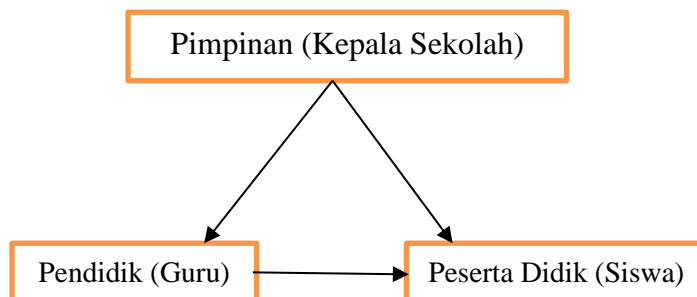 Pimpinan (Kepala Sekolah)
Pendidik (Guru)
Peserta Didik (Siswa)